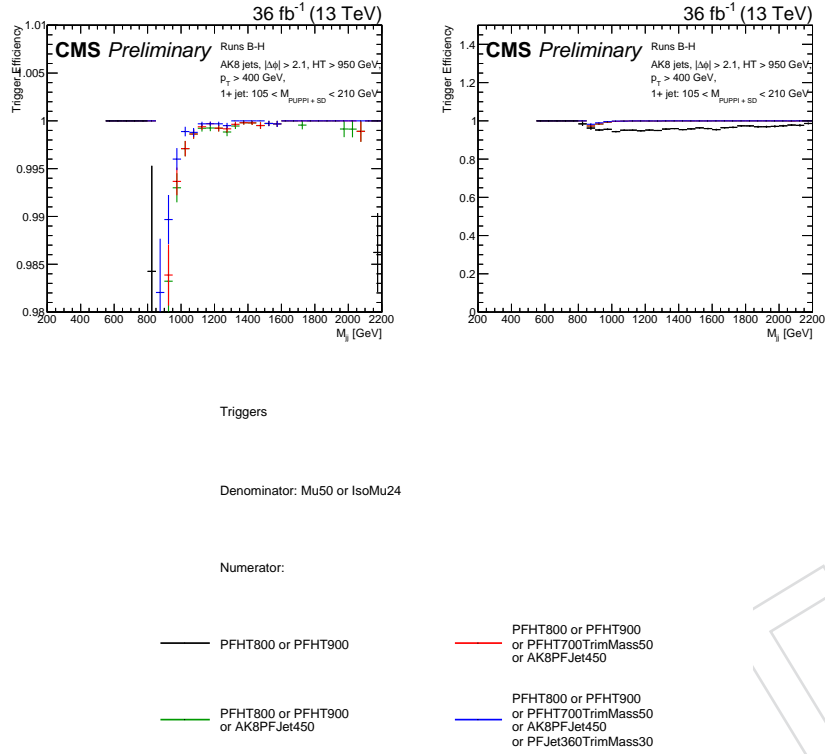 36 fb-1 (13 TeV)
Trigger Efficiency
1.01
1.005
1
0.995
0.99
0.985
0.98
CMS Preliminary
Runs B-H
AK8 jets, |Δφ| > 2.1, HT > 950 GeV,
pT > 400 GeV,
1+ jet: 105 < MPUPPI + SD < 210 GeV
200 400 600 800 1000 1200 1400 1600 1800 2000 2200
Mjj [GeV]
36 fb-1 (13 TeV)
Trigger Efficiency
1.4
1.2
1
0.8
0.6
0.4
0.2
0
CMS Preliminary
Runs B-H
AK8 jets, |Δφ| > 2.1, HT > 950 GeV,
pT > 400 GeV,
1+ jet: 105 < MPUPPI + SD < 210 GeV
200 400 600 800 1000 1200 1400 1600 1800 2000 2200
Mjj [GeV]
Triggers
Denominator: Mu50 or IsoMu24
Numerator:
PFHT800 or PFHT900
PFHT800 or PFHT900
or PFHT700TrimMass50
or AK8PFJet450
PFHT800 or PFHT900
or AK8PFJet450
PFHT800 or PFHT900
or PFHT700TrimMass50
or AK8PFJet450
or PFJet360TrimMass30